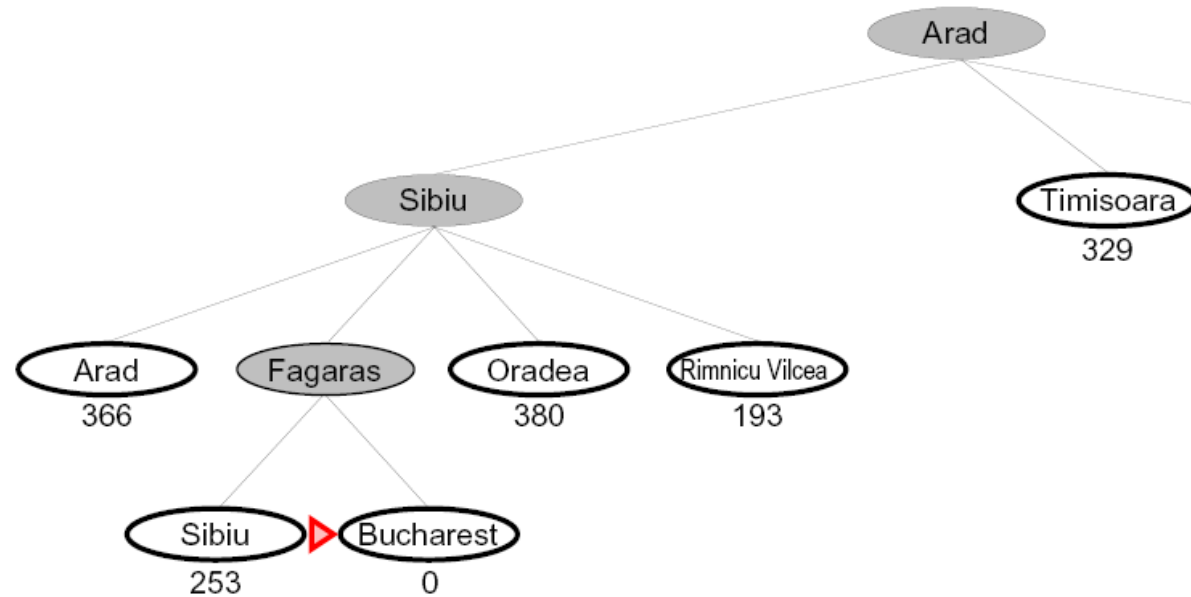 Arad
Sibiu
Timisoara
329
Arad
Fagaras
Oradea
Rimnicu Vilcea
366
380
193
Sibiu
Bucharest
253
0